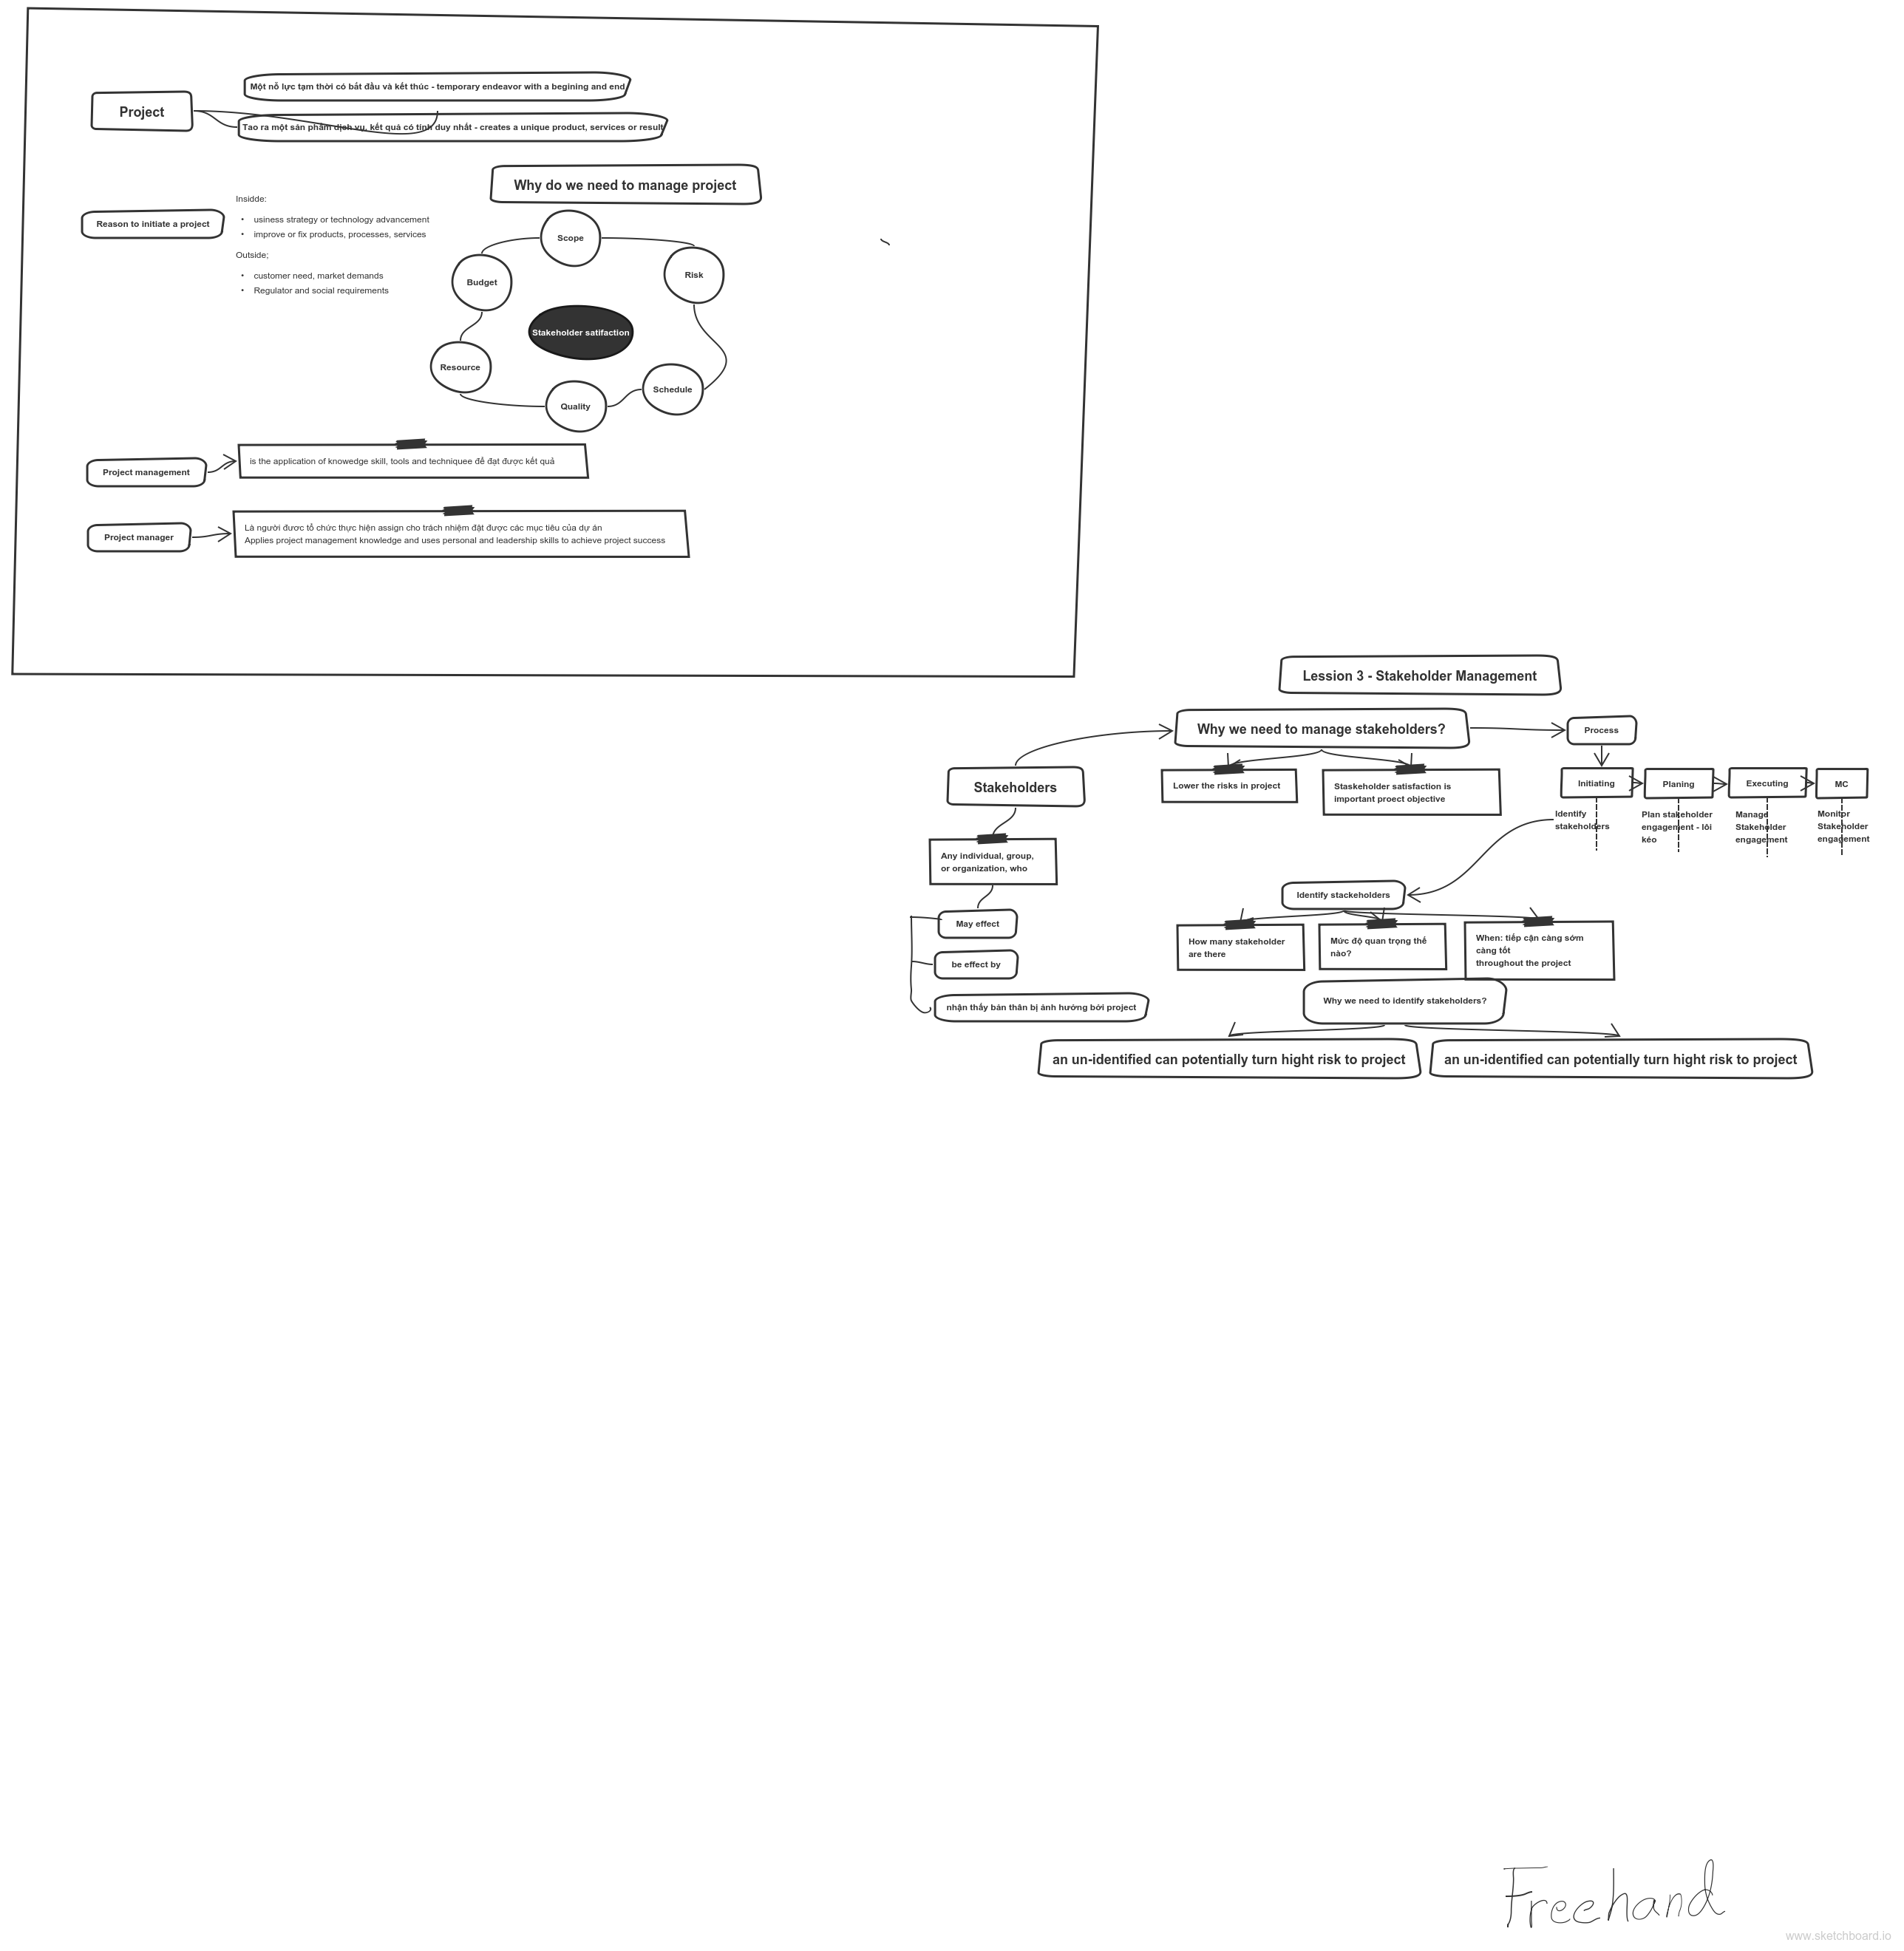 Project
Một nỗ lực tạm thời có bắt đầu và kết thúc - temporary endeavor with a begining and end
Tao ra một sản phẩm dịch vụ, kết quả có tinh duy nhất - creates a unique product, services or result
Why do we need to manage project
Reason to initiate a project
Insidde:
• usiness strategy or technology advancement
• improve or fix products, processes, services
Outside;
• customer need, market demands
• Regulator and social requirements
Scope
Risk
Budget
Stakeholder satifaction
Resource
Schedule
Quality
Project management
is the application of knowedge skill, tools and techniquee để đạt được kết quả
Project manager
Là người đươc tổ chức thực hiện assign cho trách nhiệm đặt được các mục tiêu của dự án
Applies project management knowledge and uses personal and leadership skills to achieve project success
Lession 3 - Stakeholder Management
Why we need to manage stakeholders?
Process
Stakeholders
Lower the risks in project
Staskeholder satisfaction is
important proect objective
Initiating
Planing
Executing
MC
Identify
stakeholders
Plan stakeholder
engagement - lôi
kéo
Manage
Stakeholder
engagement
Monitor
Stakeholder
engagement
Any individual, group,
or organization, who
May effect
be effect by
nhận thấy bản thân bị ảnh hưởng bởi project
Identify stackeholders
How many stakeholder
are there
Mức độ quan trọng thế
nào?
When: tiếp cận càng sớm
càng tốt
throughout the project
Why we need to identify stakeholders?
an un-identified can potentially turn hight risk to project
an un-identified can potentially turn hight risk to project
Freehand
www.sketchboard.io